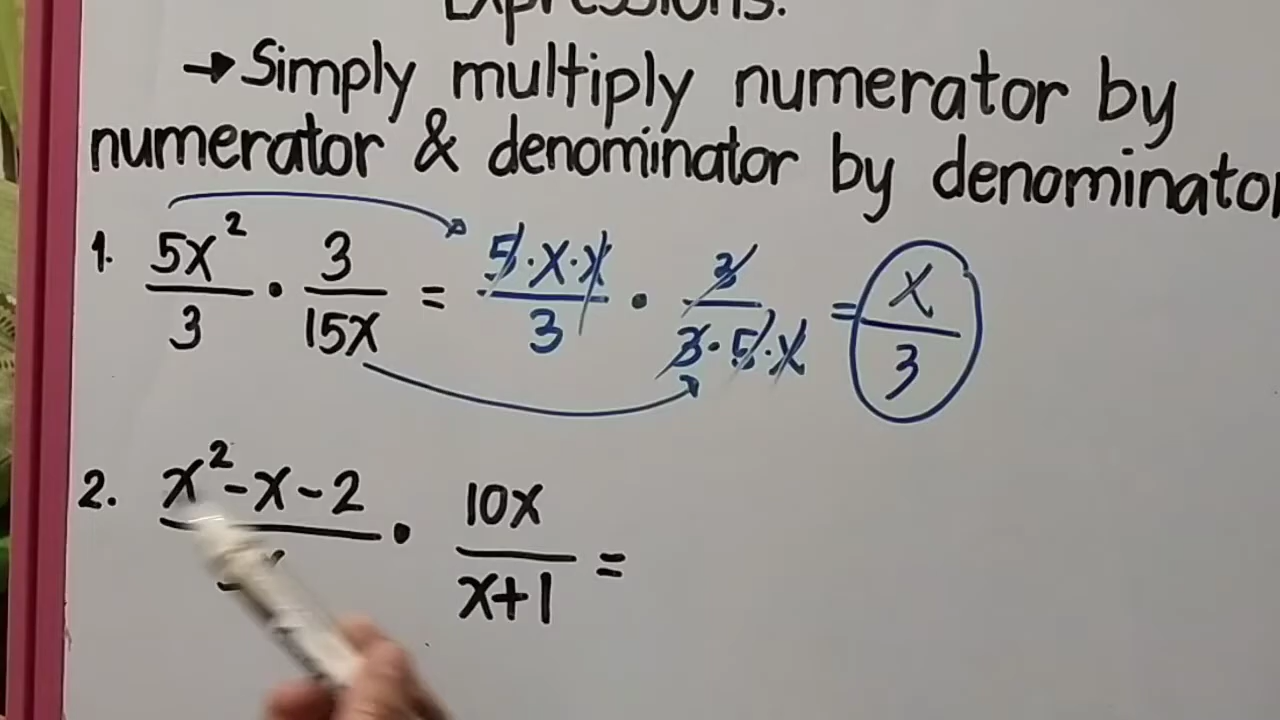 Expressions.
→ Simply multiply numerator by
numerator & denominator by denominator
1. 5x²/3 • 3/15x = 5·x·x/3 • 3/3·5·x = x/3
2. x²-x-2/ • 10x/x+1 =